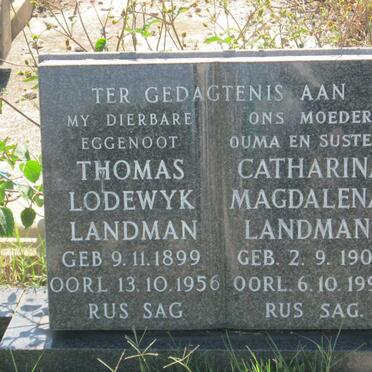 TER GEDAGTENIS AAN
MY DIERBARE
EGGENOOT
THOMAS
LODEWYK
LANDMAN
GEB 9.11.1899
OORL 13.10.1956
RUS SAG
ONS MOEDER
OUMA EN SUSTE
CATHARINA
MAGDALENA
LANDMAN
GEB. 2.9.190
OORL. 6.10.199
RUS SAG.